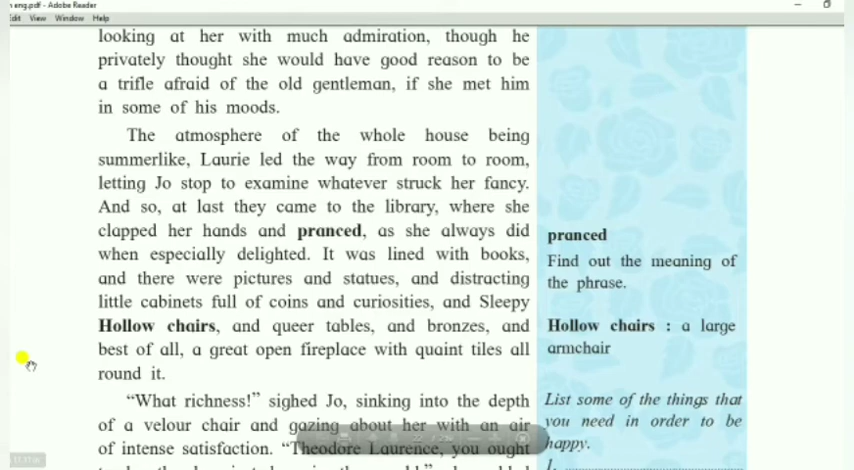 n eng.pdf - Adobe Reader
Edit View Window Help
looking at her with much admiration, though he
privately thought she would have good reason to be
a trifle afraid of the old gentleman, if she met him
in some of his moods.
The atmosphere of the whole house being
summerlike, Laurie led the way from room to room,
letting Jo stop to examine whatever struck her fancy.
And so, at last they came to the library, where she
clapped her hands and pranced, as she always did
when especially delighted. It was lined with books,
and there were pictures and statues, and distracting
little cabinets full of coins and curiosities, and Sleepy
Hollow chairs, and queer tables, and bronzes, and
best of all, a great open fireplace with quaint tiles all
round it.
“What richness!” sighed Jo, sinking into the depth
of a velour chair and gazing about her with an air
of intense satisfaction. “Theodore Laurence, you ought
pranced
Find out the meaning of
the phrase.
Hollow chairs : a large
armchair
List some of the things that
you need in order to be
happy.
1.